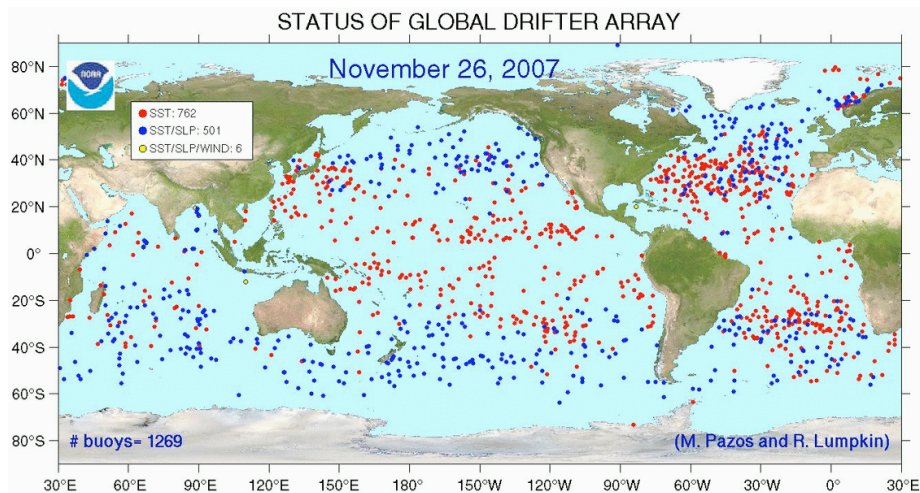 STATUS OF GLOBAL DRIFTER ARRAY
November 26, 2007
NOAA
SST: 762
SST/SLP: 501
SST/SLP/WIND: 6
80°N
60°N
40°N
20°N
0°
20°S
40°S
60°S
80°S
# buoys= 1269
(M. Pazos and R. Lumpkin)
30°E 60°E 90°E 120°E 150°E 180° 150°W 120°W 90°W 60°W 30°W 0° 30°E